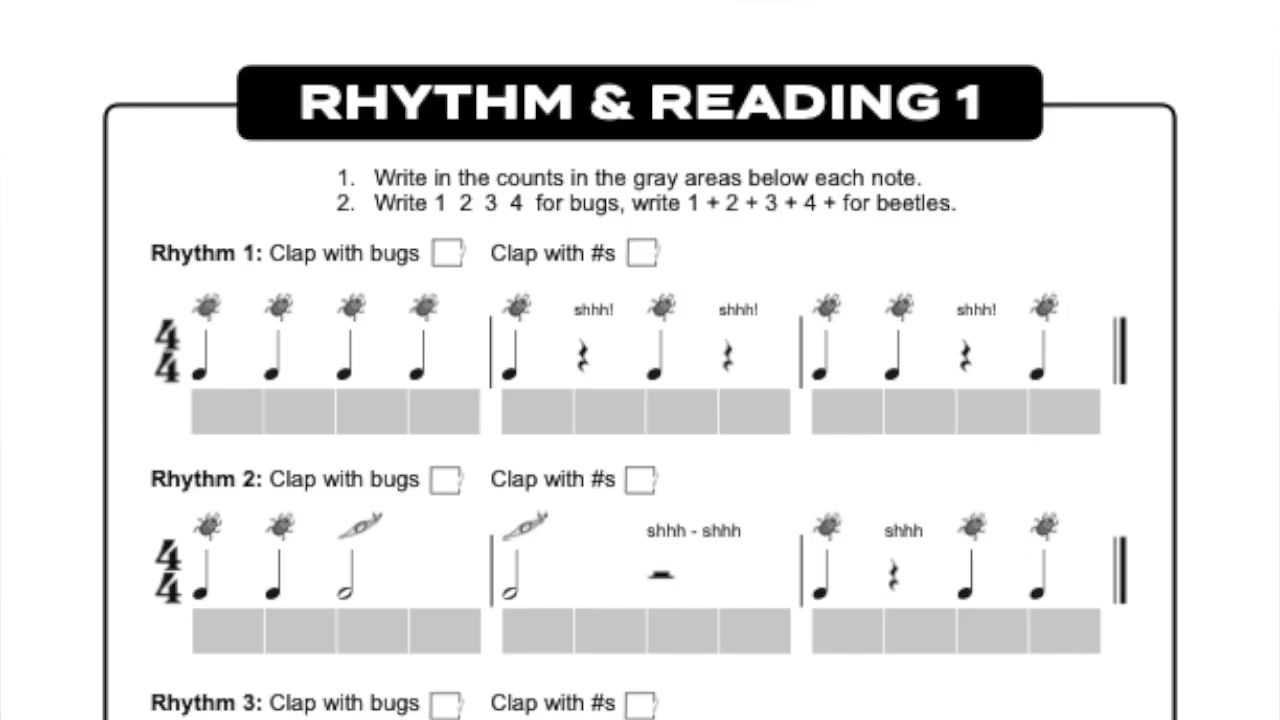 RHYTHM & READING 1
1. Write in the counts in the gray areas below each note.
2. Write 1 2 3 4 for bugs, write 1 + 2 + 3 + 4 + for beetles.
Rhythm 1: Clap with bugs Clap with #s
shhh! shhh! shhh!
4
4
Rhythm 2: Clap with bugs Clap with #s
shhh - shhh shhh
4
4
Rhythm 3: Clap with bugs Clap with #s